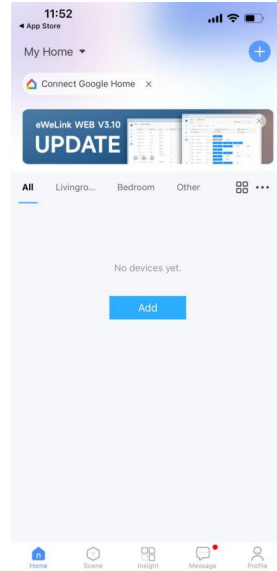 11:52
◀ App Store
My Home
Connect Google Home
eWeLink WEB V3.10
UPDATE
All Livingro... Bedroom Other
No devices yet.
Add
Home Scene Insight Message Profile